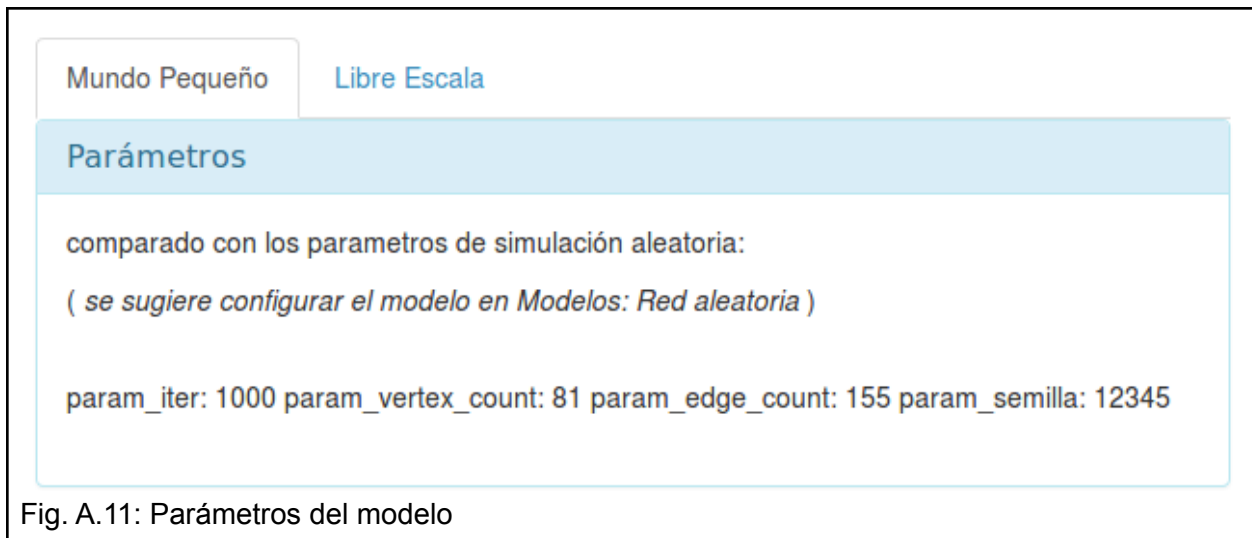 Mundo Pequeño Libre Escala
Parámetros
comparado con los parametros de simulación aleatoria:
( se sugiere configurar el modelo en Modelos: Red aleatoria )
param_iter: 1000 param_vertex_count: 81 param_edge_count: 155 param_semilla: 12345
Fig. A.11: Parámetros del modelo